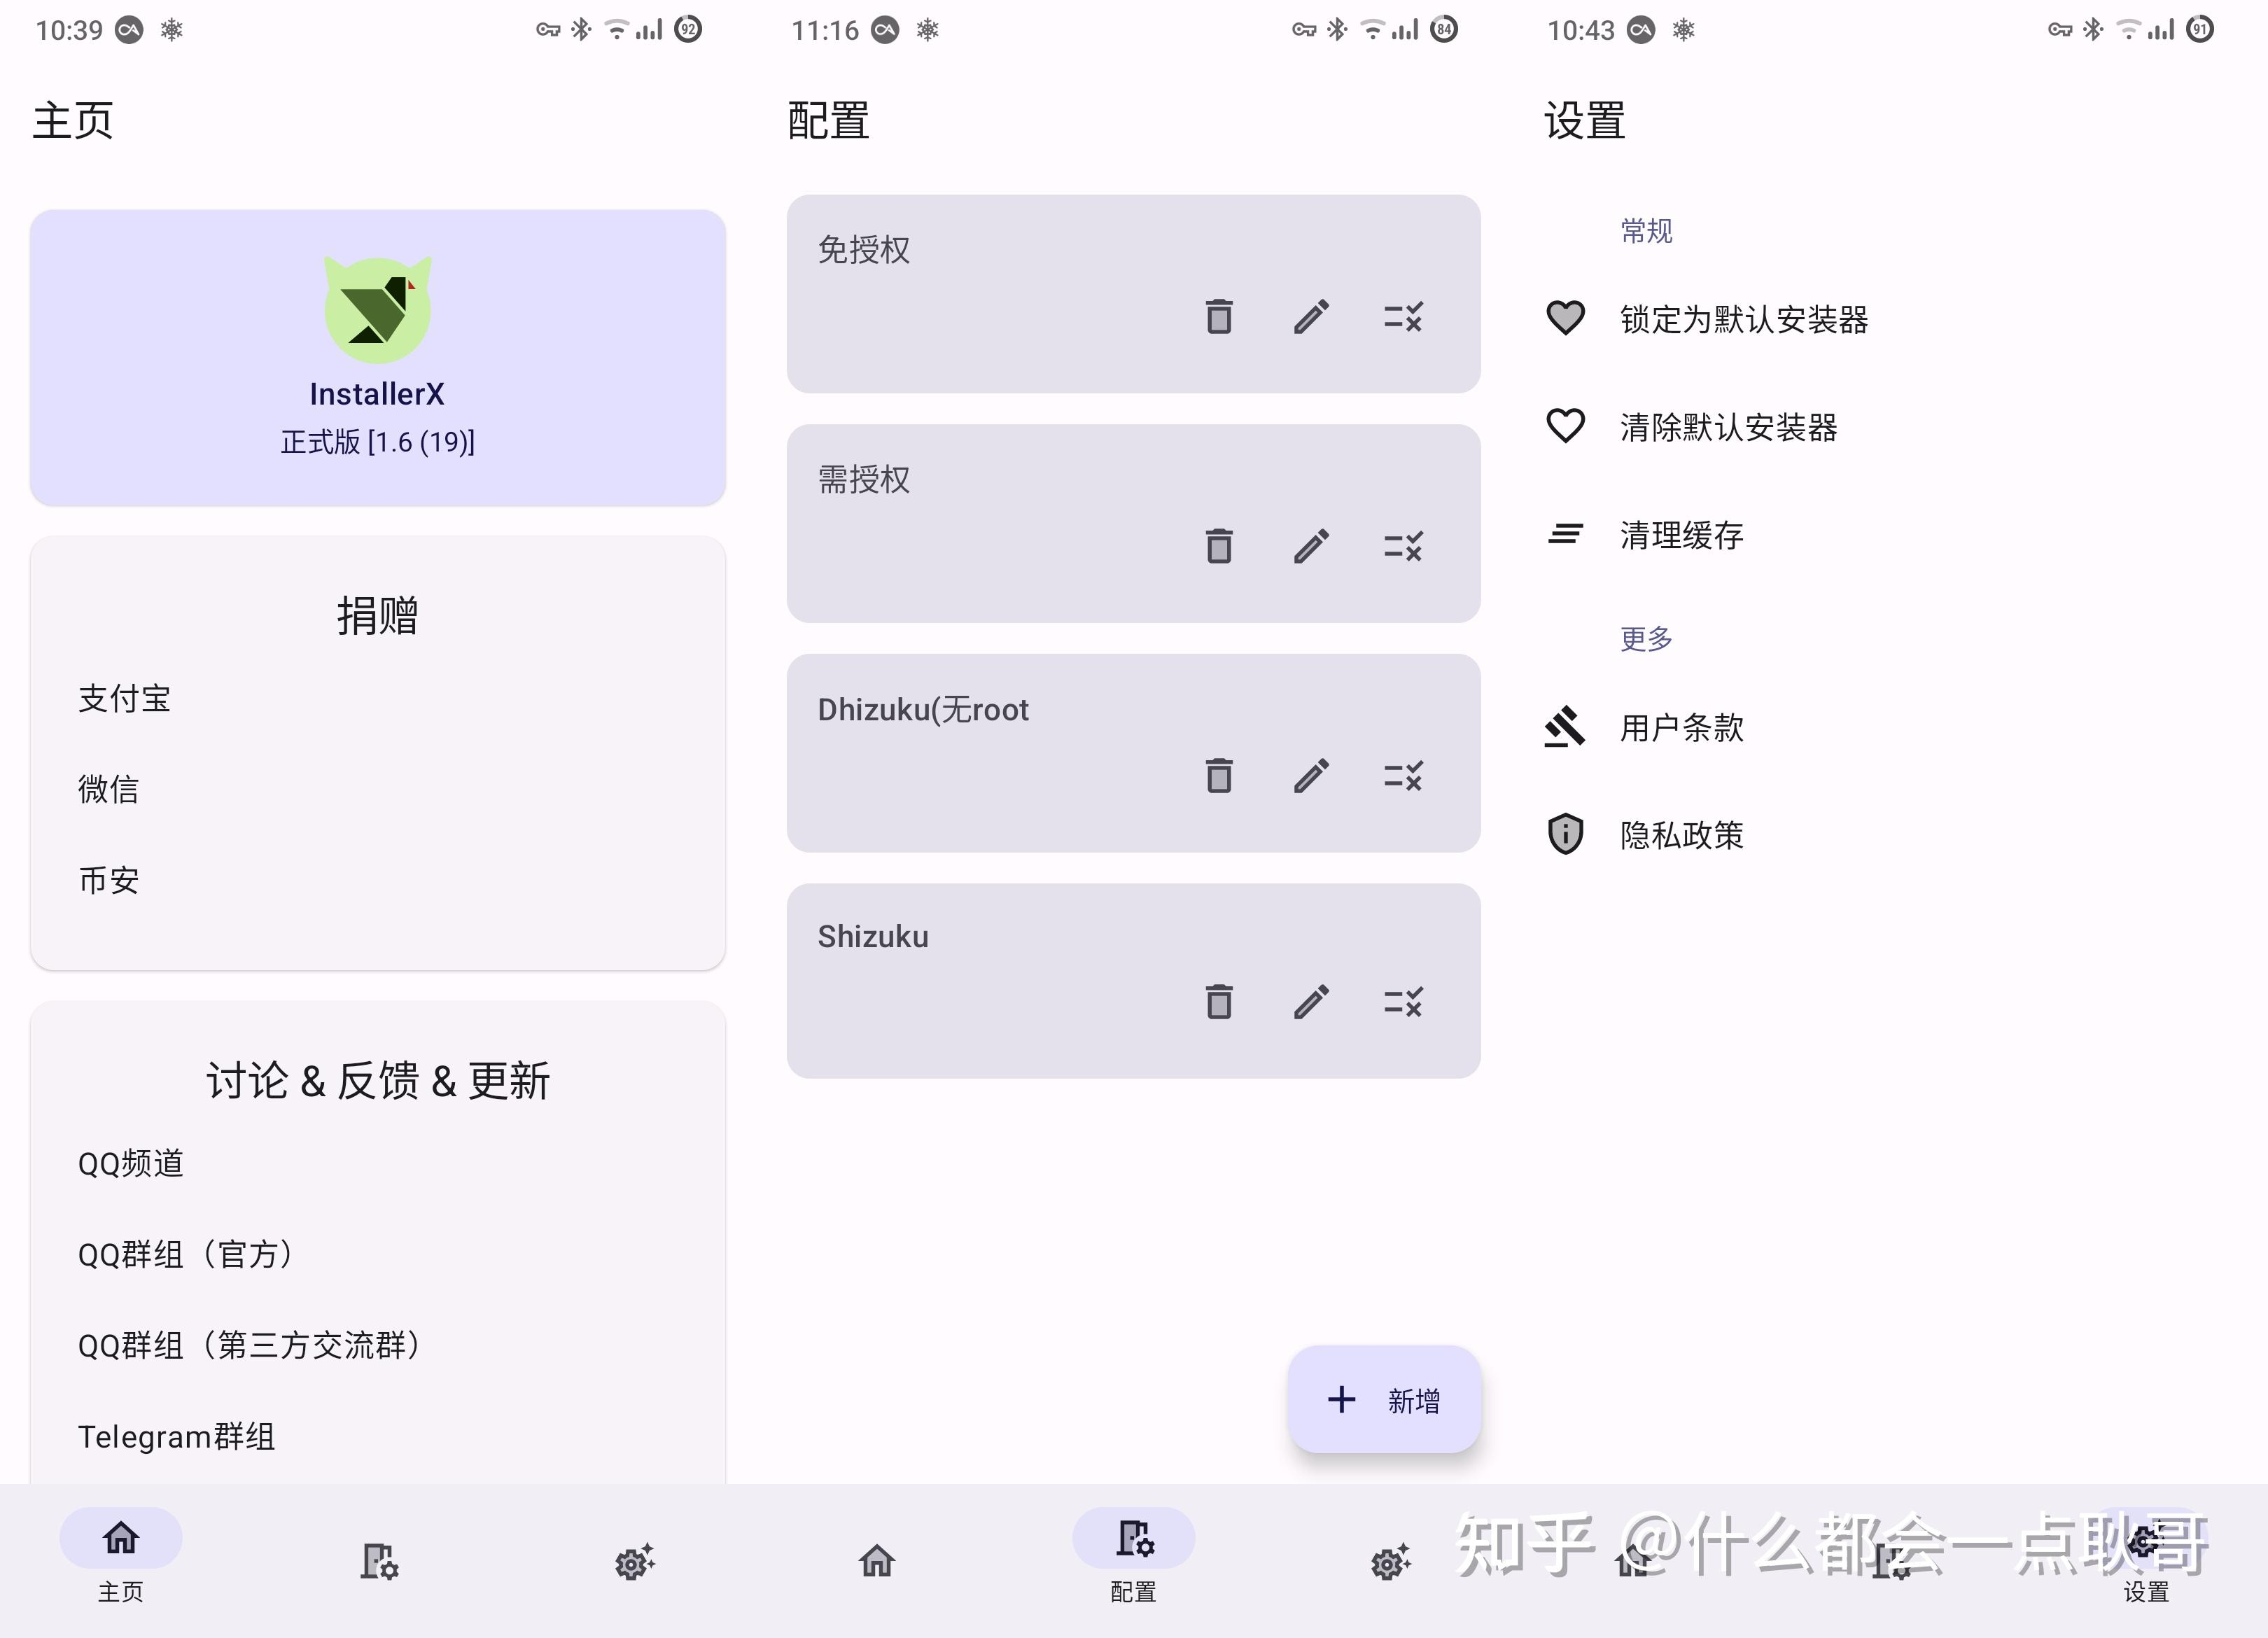 10:39
92
主页
InstallerX
正式版 [1.6 (19)]
捐赠
支付宝
微信
币安
讨论 & 反馈 & 更新
QQ频道
QQ群组（官方）
QQ群组（第三方交流群）
Telegram群组
主页
11:16
84
配置
免授权
需授权
Dhizuku(无root
Shizuku
新增
配置
10:43
91
设置
常规
锁定为默认安装器
清除默认安装器
清理缓存
更多
用户条款
隐私政策
设置
知乎 @什么都会一点耿哥